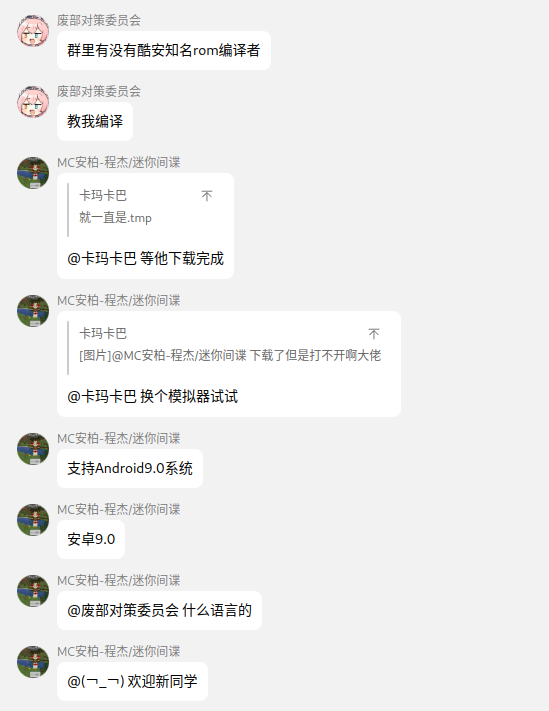 废部对策委员会
群里有没有酷安知名rom编译者
废部对策委员会
教我编译
MC安柏-程杰/迷你间谍
卡玛卡巴
就一直是.tmp
@卡玛卡巴 等他下载完成
MC安柏-程杰/迷你间谍
卡玛卡巴
[图片]@MC安柏-程杰/迷你间谍 下载了但是打不开啊大佬
@卡玛卡巴 换个模拟器试试
MC安柏-程杰/迷你间谍
支持Android9.0系统
MC安柏-程杰/迷你间谍
安卓9.0
MC安柏-程杰/迷你间谍
@废部对策委员会 什么语言的
MC安柏-程杰/迷你间谍
@(¬_¬) 欢迎新同学